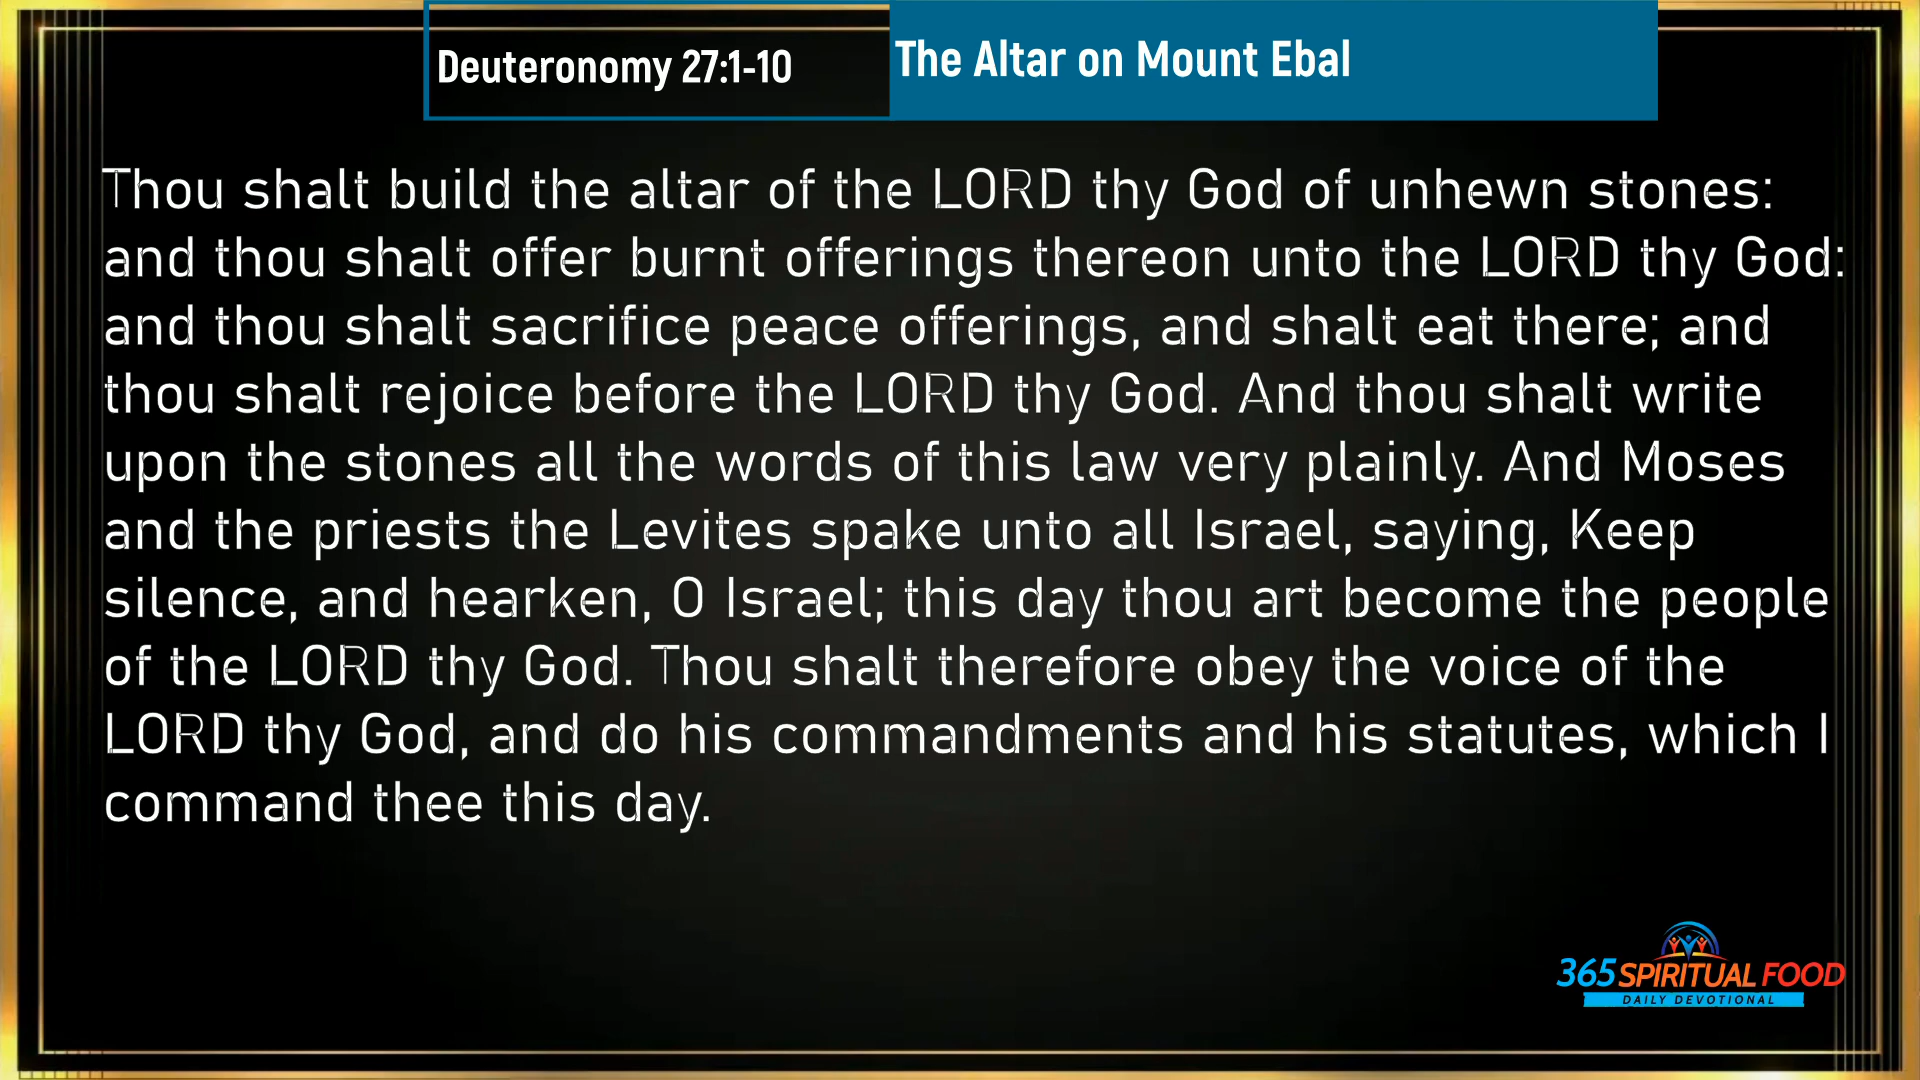 Deuteronomy 27:1-10
The Altar on Mount Ebal
Thou shalt build the altar of the LORD thy God of unhewn stones:
and thou shalt offer burnt offerings thereon unto the LORD thy God:
and thou shalt sacrifice peace offerings, and shalt eat there; and
thou shalt rejoice before the LORD thy God. And thou shalt write
upon the stones all the words of this law very plainly. And Moses
and the priests the Levites spake unto all Israel, saying, Keep
silence, and hearken, O Israel; this day thou art become the people
of the LORD thy God. Thou shalt therefore obey the voice of the
LORD thy God, and do his commandments and his statutes, which I
command thee this day.
365 SPIRITUAL FOOD
DAILY DEVOTIONAL